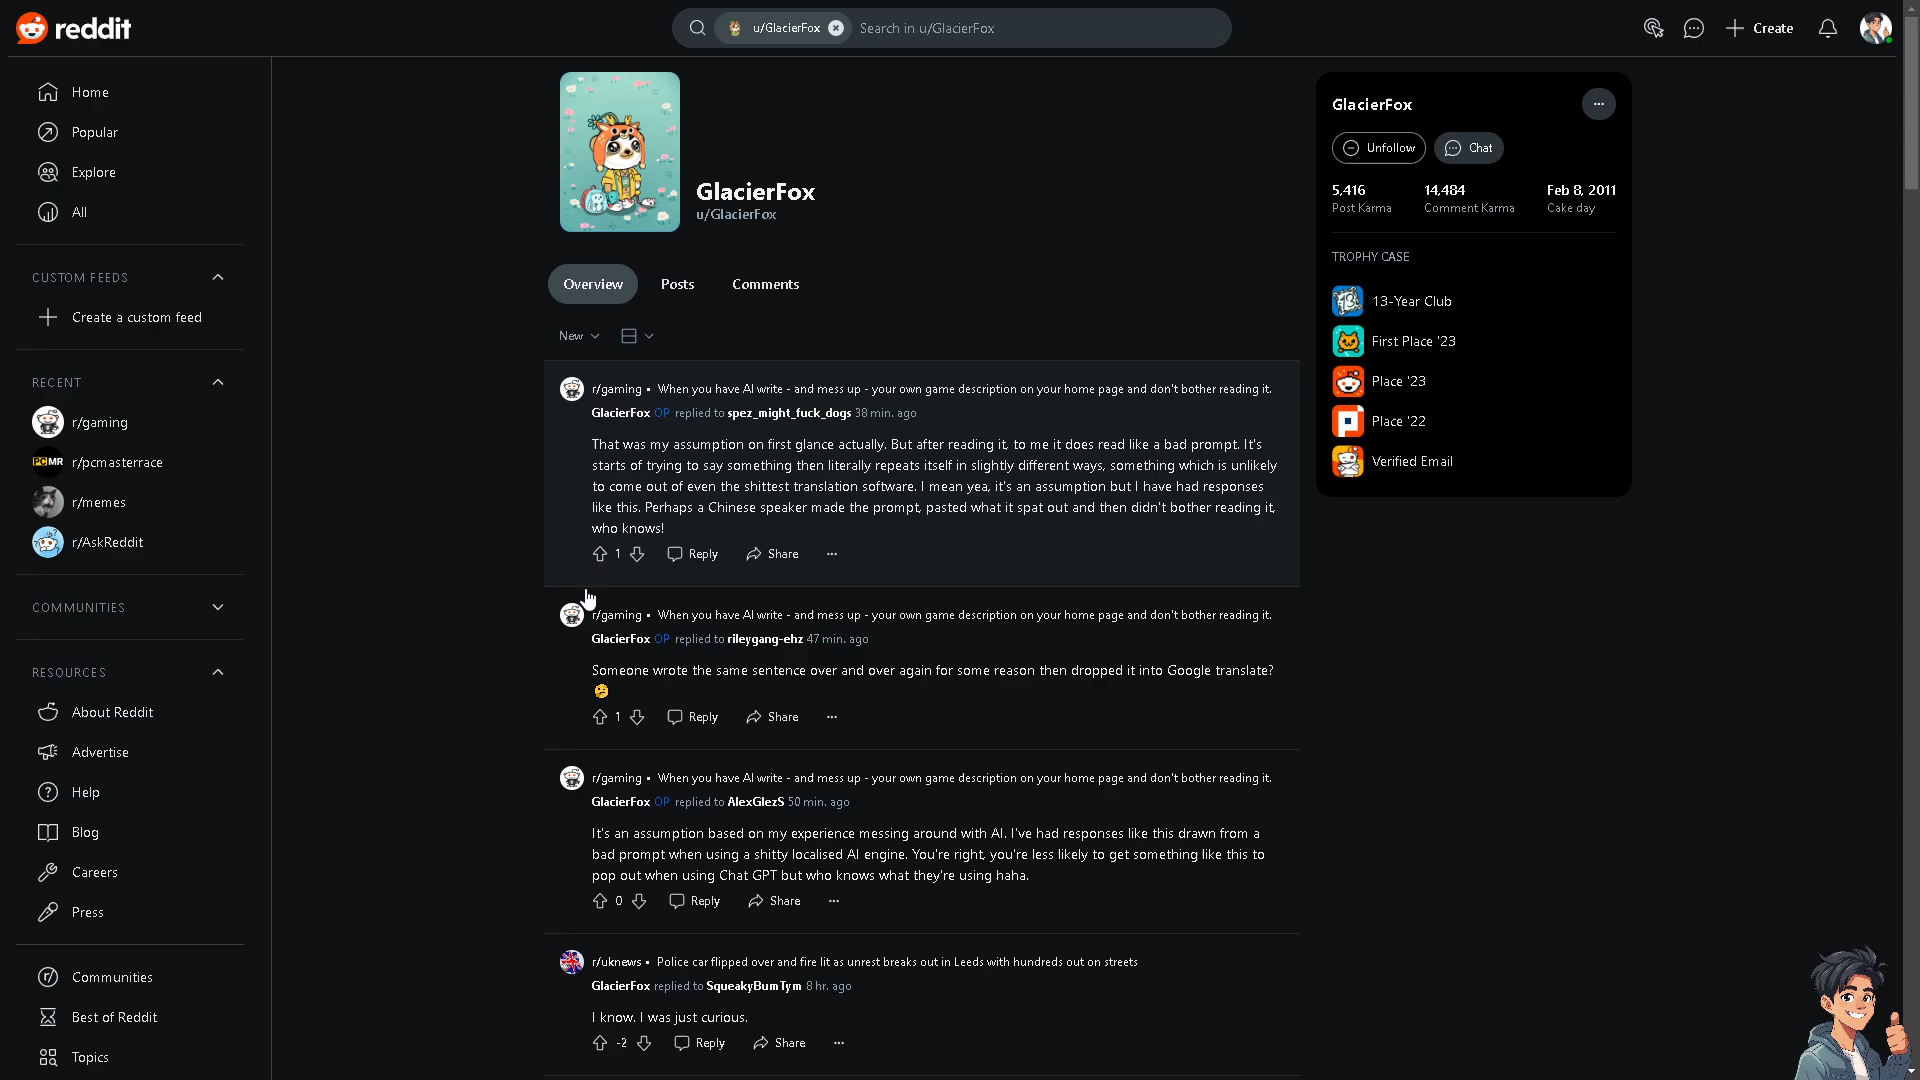 reddit
u/GlacierFox
Search in u/GlacierFox
Create
Home
Popular
Explore
All
CUSTOM FEEDS
Create a custom feed
RECENT
r/gaming
PCMR
r/pcmasterrace
r/memes
r/AskReddit
COMMUNITIES
RESOURCES
About Reddit
Advertise
Help
Blog
Careers
Press
Communities
Best of Reddit
Topics
GlacierFox
u/GlacierFox
Overview
Posts
Comments
New
r/gaming • When you have AI write - and mess up - your own game description on your home page and don't bother reading it.
GlacierFox OP replied to spez_might_fuck_dogs 38 min. ago
That was my assumption on first glance actually. But after reading it, to me it does read like a bad prompt. It's
starts of trying to say something then literally repeats itself in slightly different ways, something which is unlikely
to come out of even the shittest translation software. I mean yea, it's an assumption but I have had responses
like this. Perhaps a Chinese speaker made the prompt, pasted what it spat out and then didn't bother reading it,
who knows!
1
Reply
Share
r/gaming • When you have AI write - and mess up - your own game description on your home page and don't bother reading it.
GlacierFox OP replied to rileygang-ehz 47 min. ago
Someone wrote the same sentence over and over again for some reason then dropped it into Google translate?
1
Reply
Share
r/gaming • When you have AI write - and mess up - your own game description on your home page and don't bother reading it.
GlacierFox OP replied to AlexGlezS 50 min. ago
It's an assumption based on my experience messing around with AI. I've had responses like this drawn from a
bad prompt when using a shitty localised AI engine. You're right, you're less likely to get something like this to
pop out when using Chat GPT but who knows what they're using haha.
0
Reply
Share
r/uknews • Police car flipped over and fire lit as unrest breaks out in Leeds with hundreds out on streets
GlacierFox replied to SqueakyBumTym 8 hr. ago
I know. I was just curious.
-2
Reply
Share
GlacierFox
Unfollow
Chat
5,416
14,484
Feb 8, 2011
Post Karma
Comment Karma
Cake day
TROPHY CASE
13
13-Year Club
First Place '23
Place '23
Place '22
Verified Email